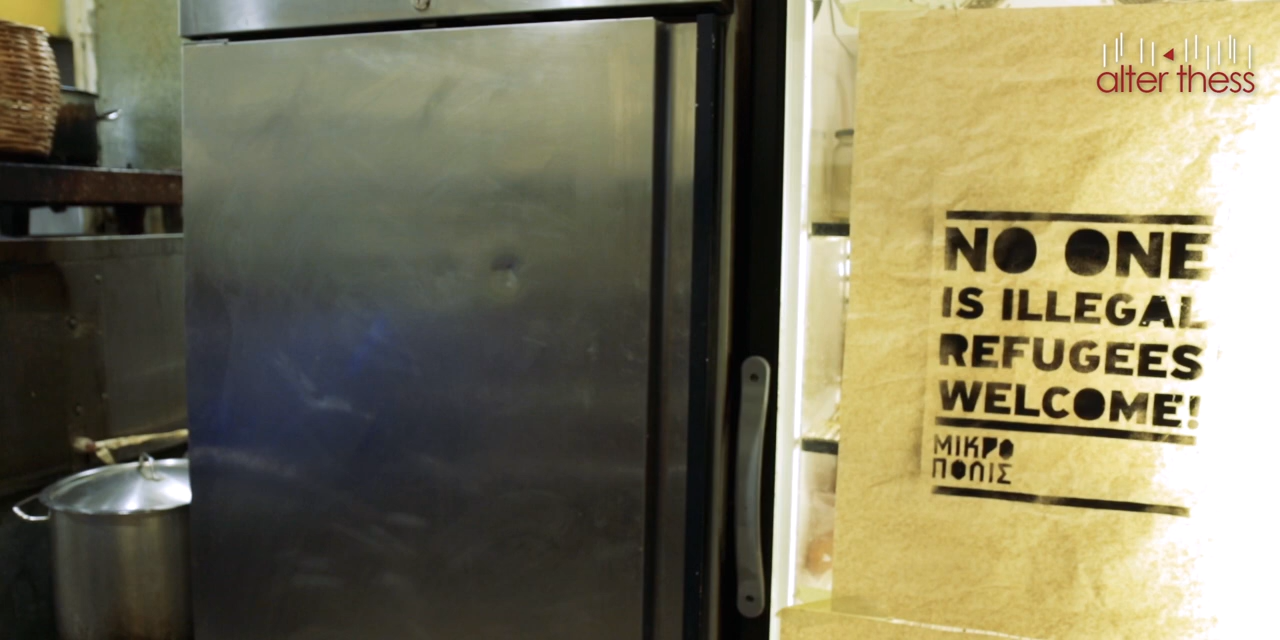 alter thess
NO ONE
IS ILLEGAL
REFUGEES
WELCOME!
ΜΙΚΡΟ
ΠΟΛΙΣ